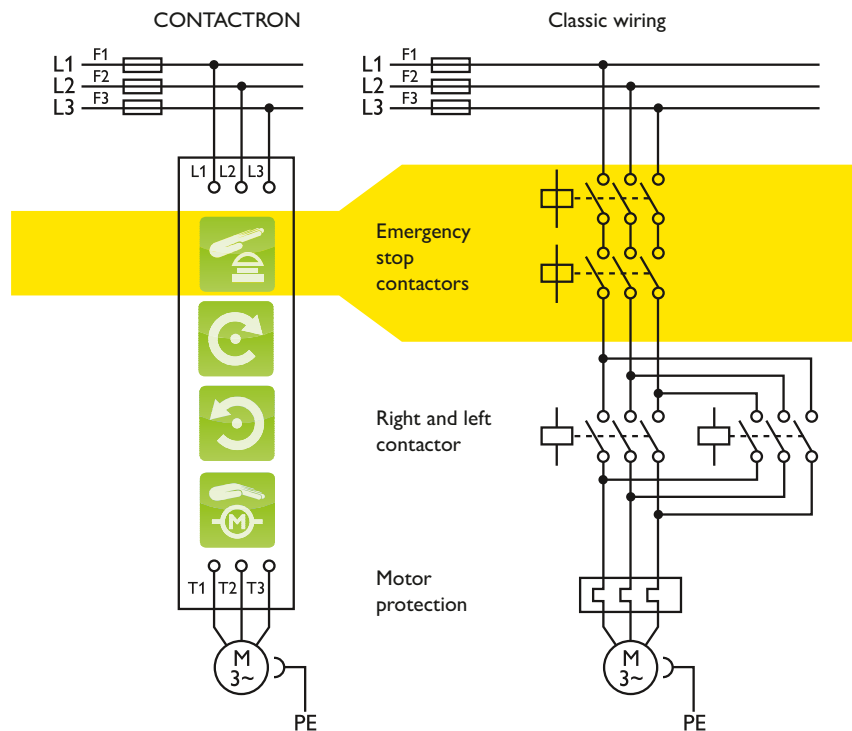 CONTACTRON
L1 F1
L2 F2
L3 F3
L1 L2 L3
M
T1 T2 T3
M
3~
PE
Classic wiring
L1 F1
L2 F2
L3 F3
Emergency
stop
contactors
Right and left
contactor
Motor
protection
M
3~
PE